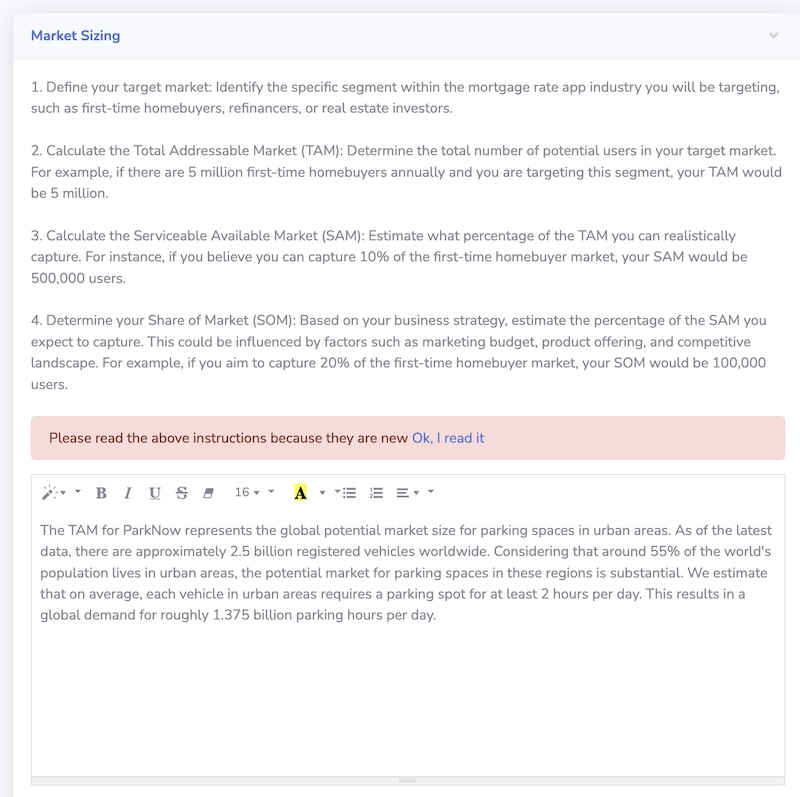 Market Sizing
1. Define your target market: Identify the specific segment within the mortgage rate app industry you will be targeting,
such as first-time homebuyers, refinancers, or real estate investors.
2. Calculate the Total Addressable Market (TAM): Determine the total number of potential users in your target market.
For example, if there are 5 million first-time homebuyers annually and you are targeting this segment, your TAM would
be 5 million.
3. Calculate the Serviceable Available Market (SAM): Estimate what percentage of the TAM you can realistically
capture. For instance, if you believe you can capture 10% of the first-time homebuyer market, your SAM would be
500,000 users.
4. Determine your Share of Market (SOM): Based on your business strategy, estimate the percentage of the SAM you
expect to capture. This could be influenced by factors such as marketing budget, product offering, and competitive
landscape. For example, if you aim to capture 20% of the first-time homebuyer market, your SOM would be 100,000
users.
Please read the above instructions because they are new Ok, I read it
B I U S 16 A
The TAM for ParkNow represents the global potential market size for parking spaces in urban areas. As of the latest
data, there are approximately 2.5 billion registered vehicles worldwide. Considering that around 55% of the world's
population lives in urban areas, the potential market for parking spaces in these regions is substantial. We estimate
that on average, each vehicle in urban areas requires a parking spot for at least 2 hours per day. This results in a
global demand for roughly 1.375 billion parking hours per day.